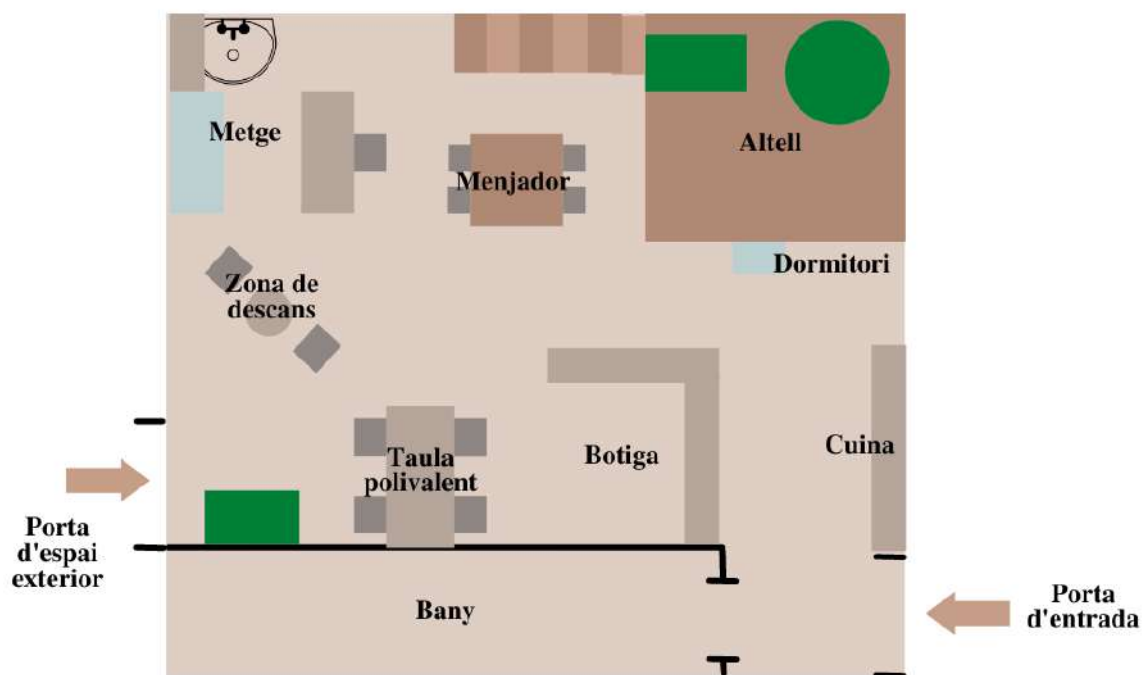 Metge
Altell
Menjador
Dormitori
Zona de
descans
Cuina
Botiga
Taula
polivalent
Porta
d'espai
exterior
Bany
Porta
d'entrada